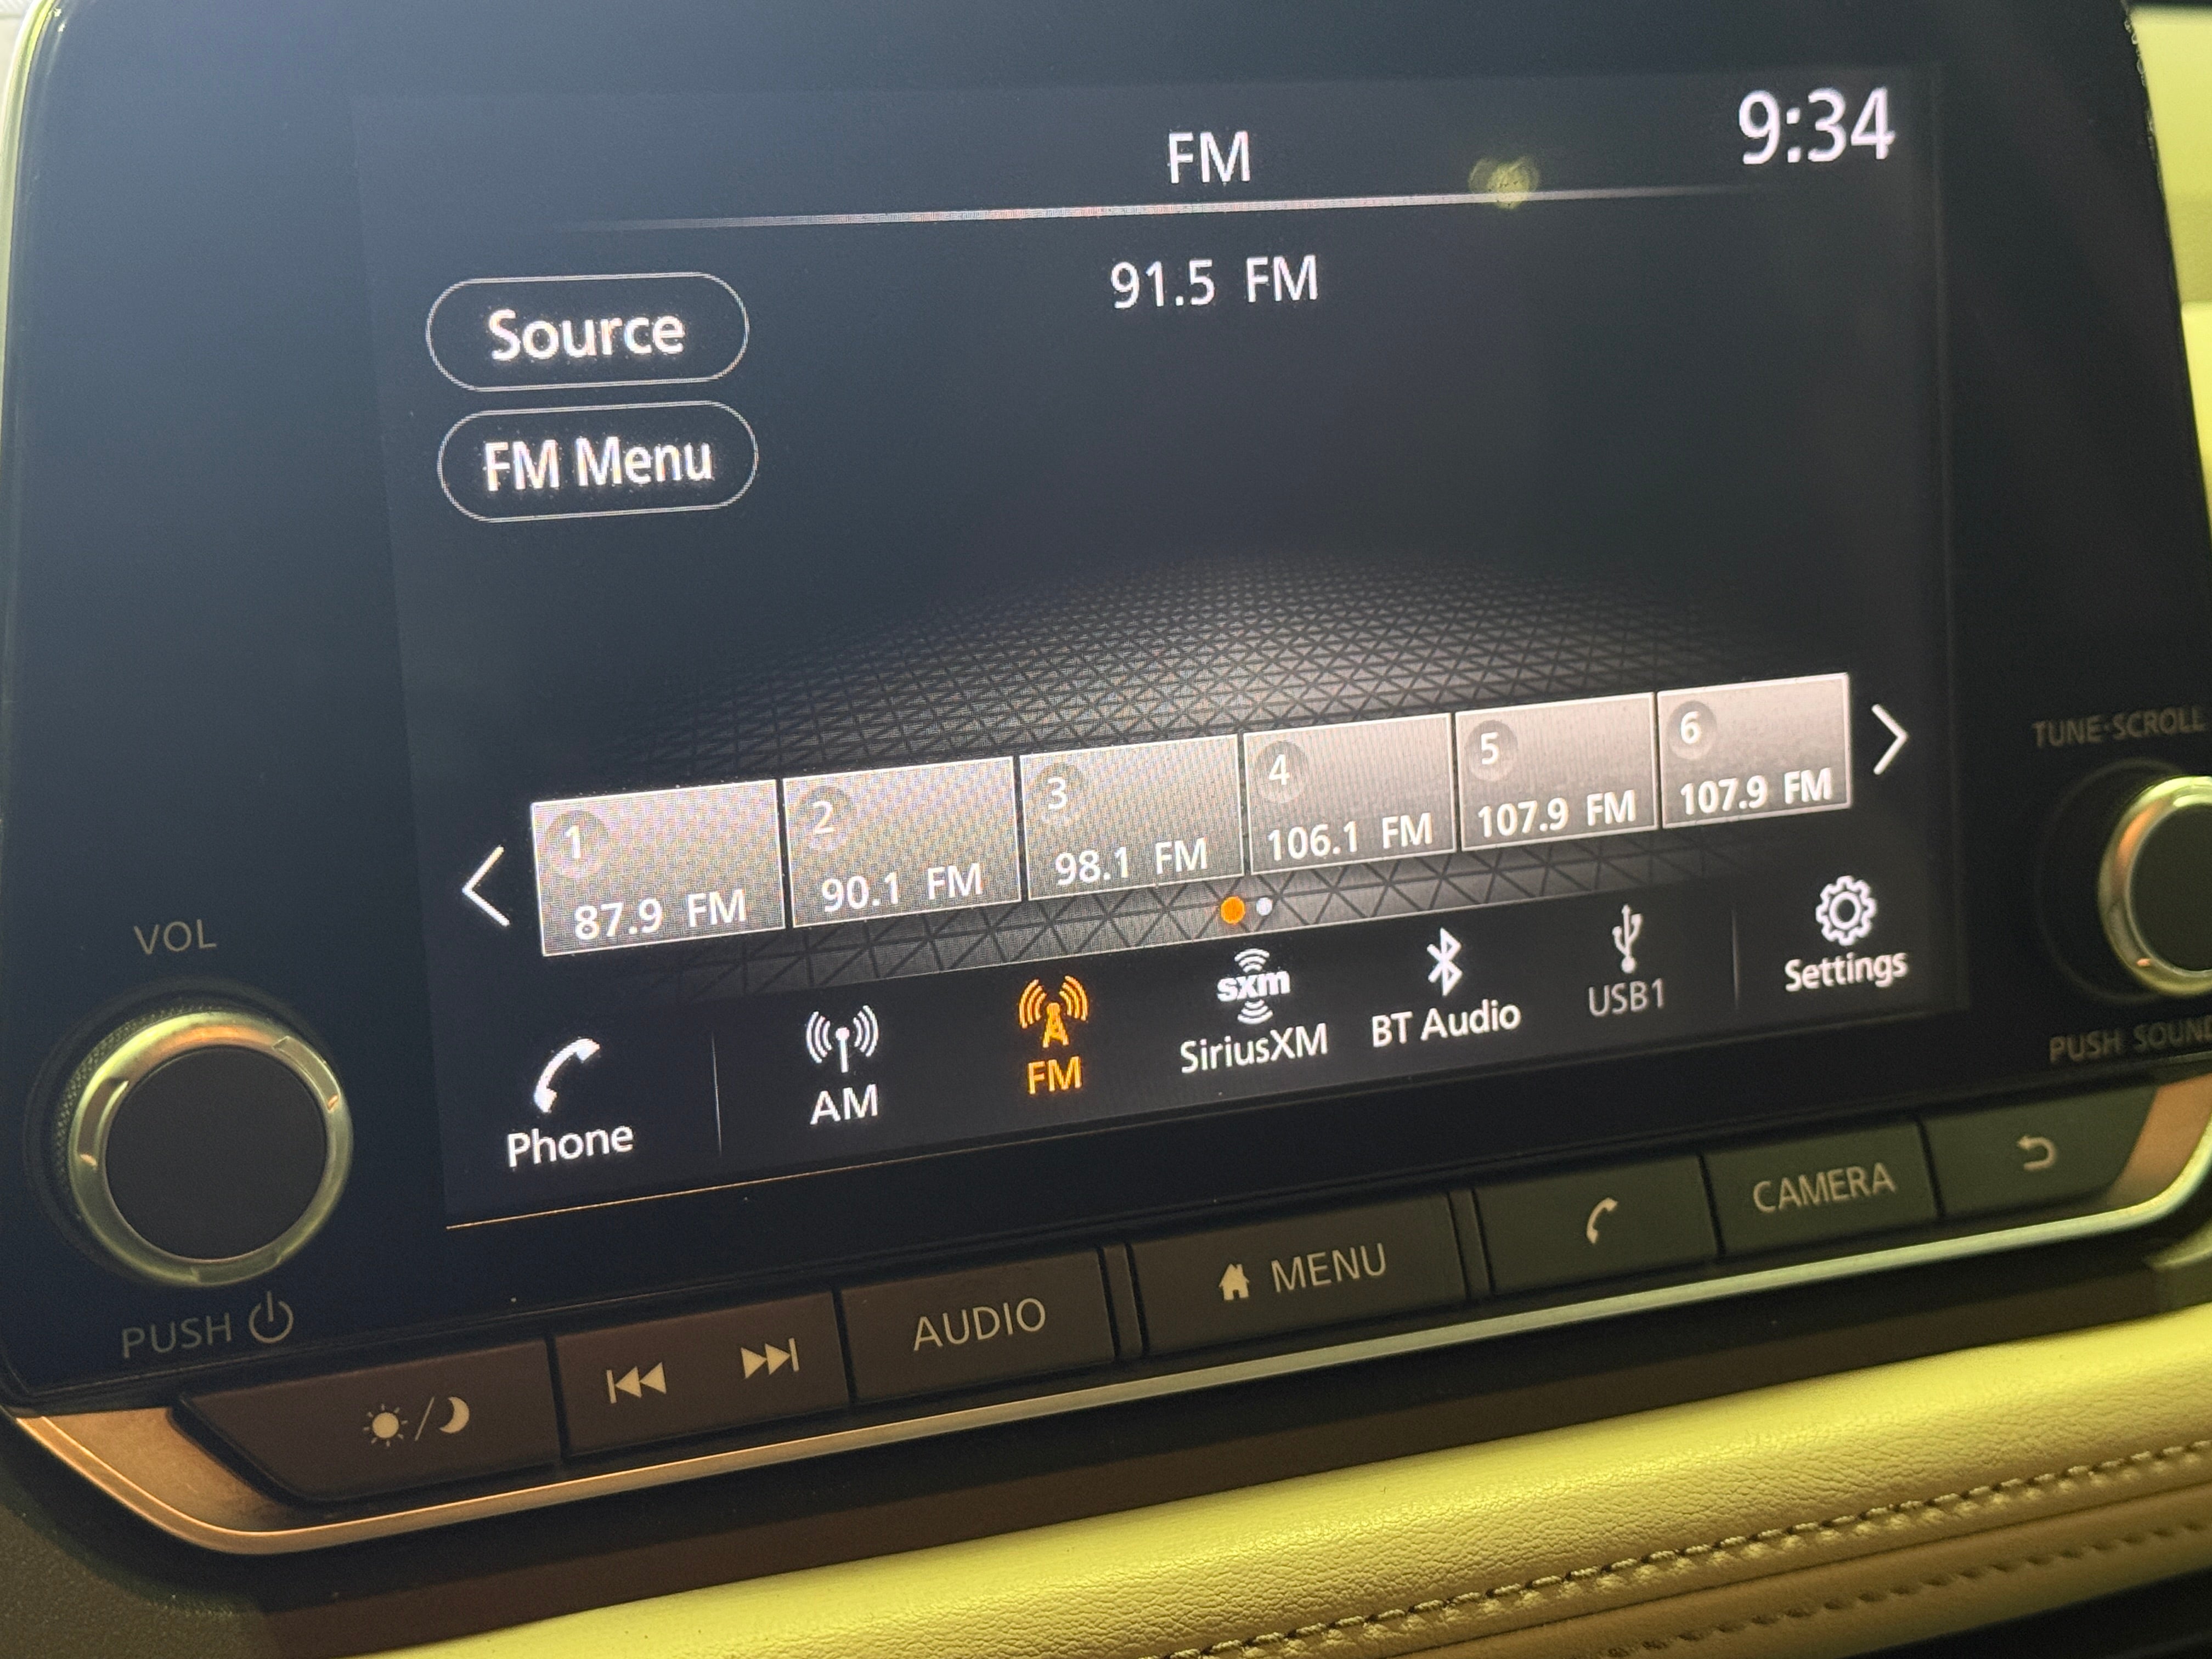 FM
9:34
91.5 FM
Source
FM Menu
1
87.9 FM
2
90.1 FM
3
98.1 FM
4
106.1 FM
5
107.9 FM
6
107.9 FM
Phone
AM
FM
sxm
SiriusXM
BT Audio
USB1
Settings
VOL
PUSH
TUNE·SCROLL
PUSH SOUND
AUDIO
MENU
CAMERA